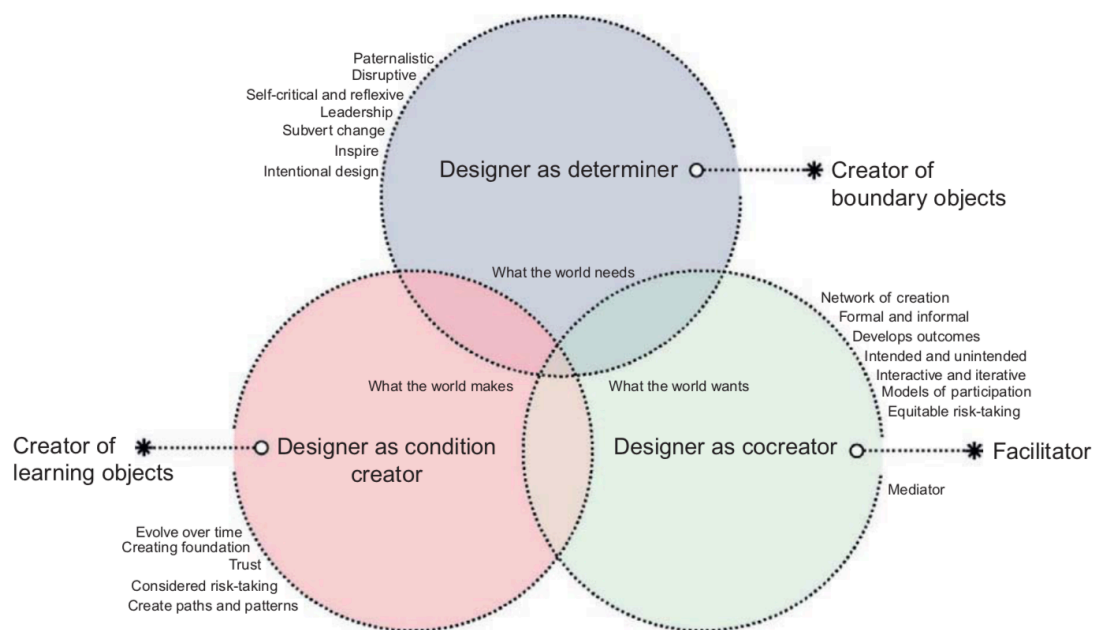 Paternalistic
Disruptive
Self-critical and reflexive
Leadership
Subvert change
Inspire
Intentional design
Designer as determiner
Creator of
boundary objects
What the world needs
Network of creation
Formal and informal
Develops outcomes
Intended and unintended
Interactive and iterative
Models of participation
Equitable risk-taking
What the world makes
What the world wants
Creator of
learning objects
Designer as condition
creator
Designer as cocreator
Facilitator
Mediator
Evolve over time
Creating foundation
Trust
Considered risk-taking
Create paths and patterns